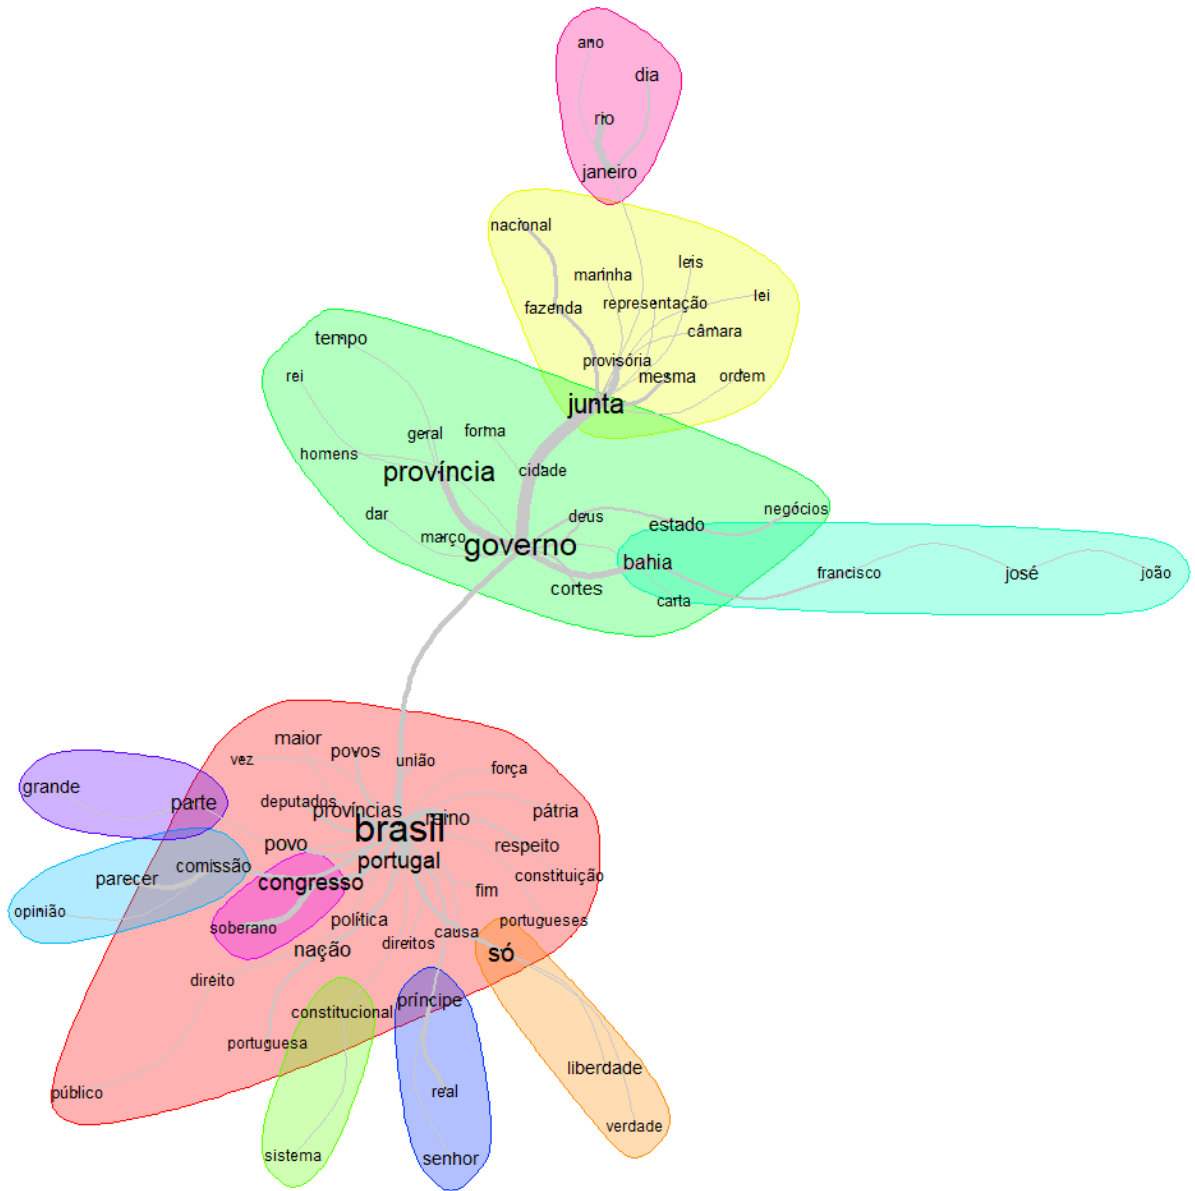 ano
dia
rio
janeiro
nacional
leis
marinha
lei
representação
fazenda
câmara
provisória
mesma
ordem
junta
tempo
rei
geral
forma
homens
cidade
província
negócios
dar
deus
estado
março
governo
bahia
francisco
josé
joão
cortes
carta
maior
povos
vez
união
força
grande
parte
deputados
províncias
reino
pátria
brasil
povo
respeito
portugal
comissão
constituição
parecer
congresso
fim
opinião
soberano
política
portugueses
direitos
causa
nação
só
direito
príncipe
constitucional
portuguesa
liberdade
público
real
verdade
sistema
senhor